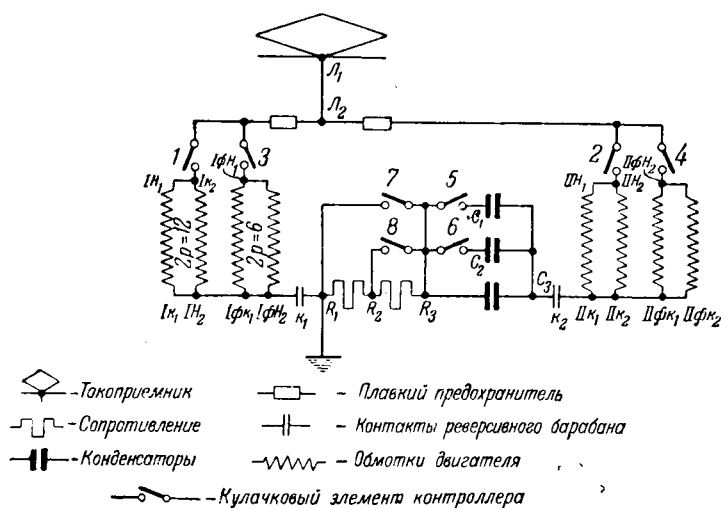 Л₁
Л₂
1 3 2 4
Iн₁ Iк₂ Iфн₁ 7 5 IIн₁ IIн₂ IIфн₂
2p=12 2p=6 8 6 C₁
C₂
C₃
Iк₁ Iн₂ Iфк₁ Iфн₂ к₁ R₁ R₂ R₃ к₂ IIк₁ IIк₂ IIфк₁ IIфк₂
-Токоприемник
- Плавкий предохранитель
-Сопротивление
- Контакты реверсивного барабана
-Конденсаторы
- Обмотки двигателя
-Кулачковый элемент контроллера